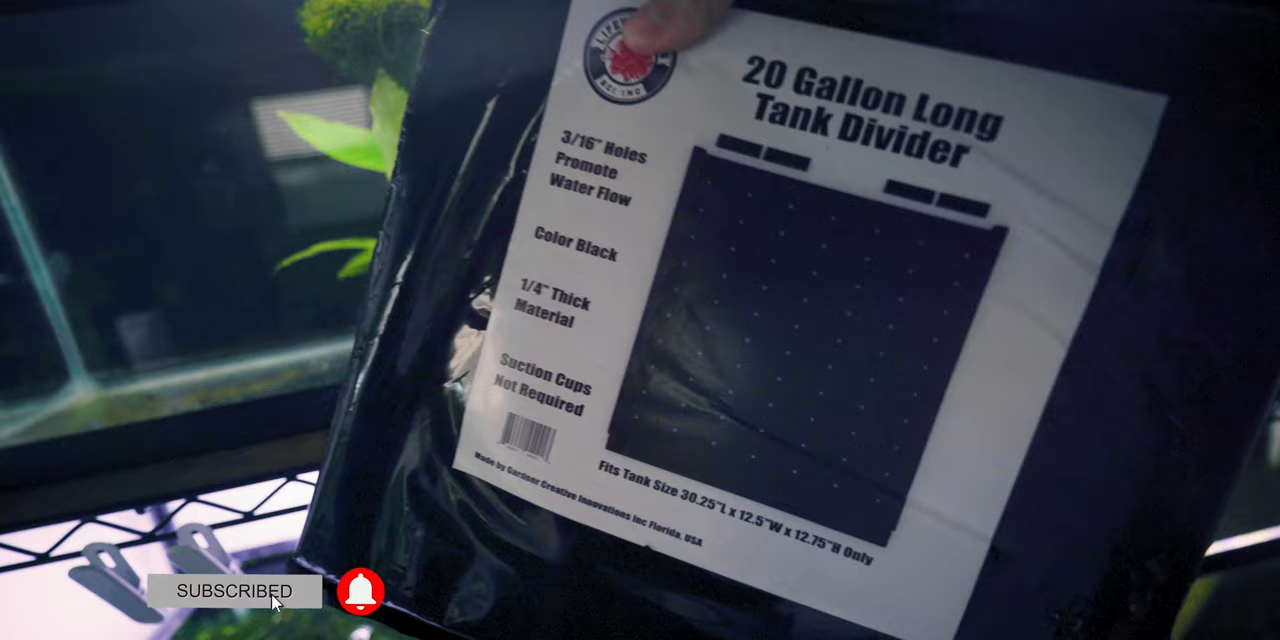 20 Gallon Long
Tank Divider
3/16" Holes
Promote
Water Flow
Color Black
1/4" Thick
Material
Suction Cups
Not Required
Fits Tank Size 30.25"L x 12.5"W x 12.75"H Only
Made by Gardner Creative Innovations Inc Florida, USA
SUBSCRIBED